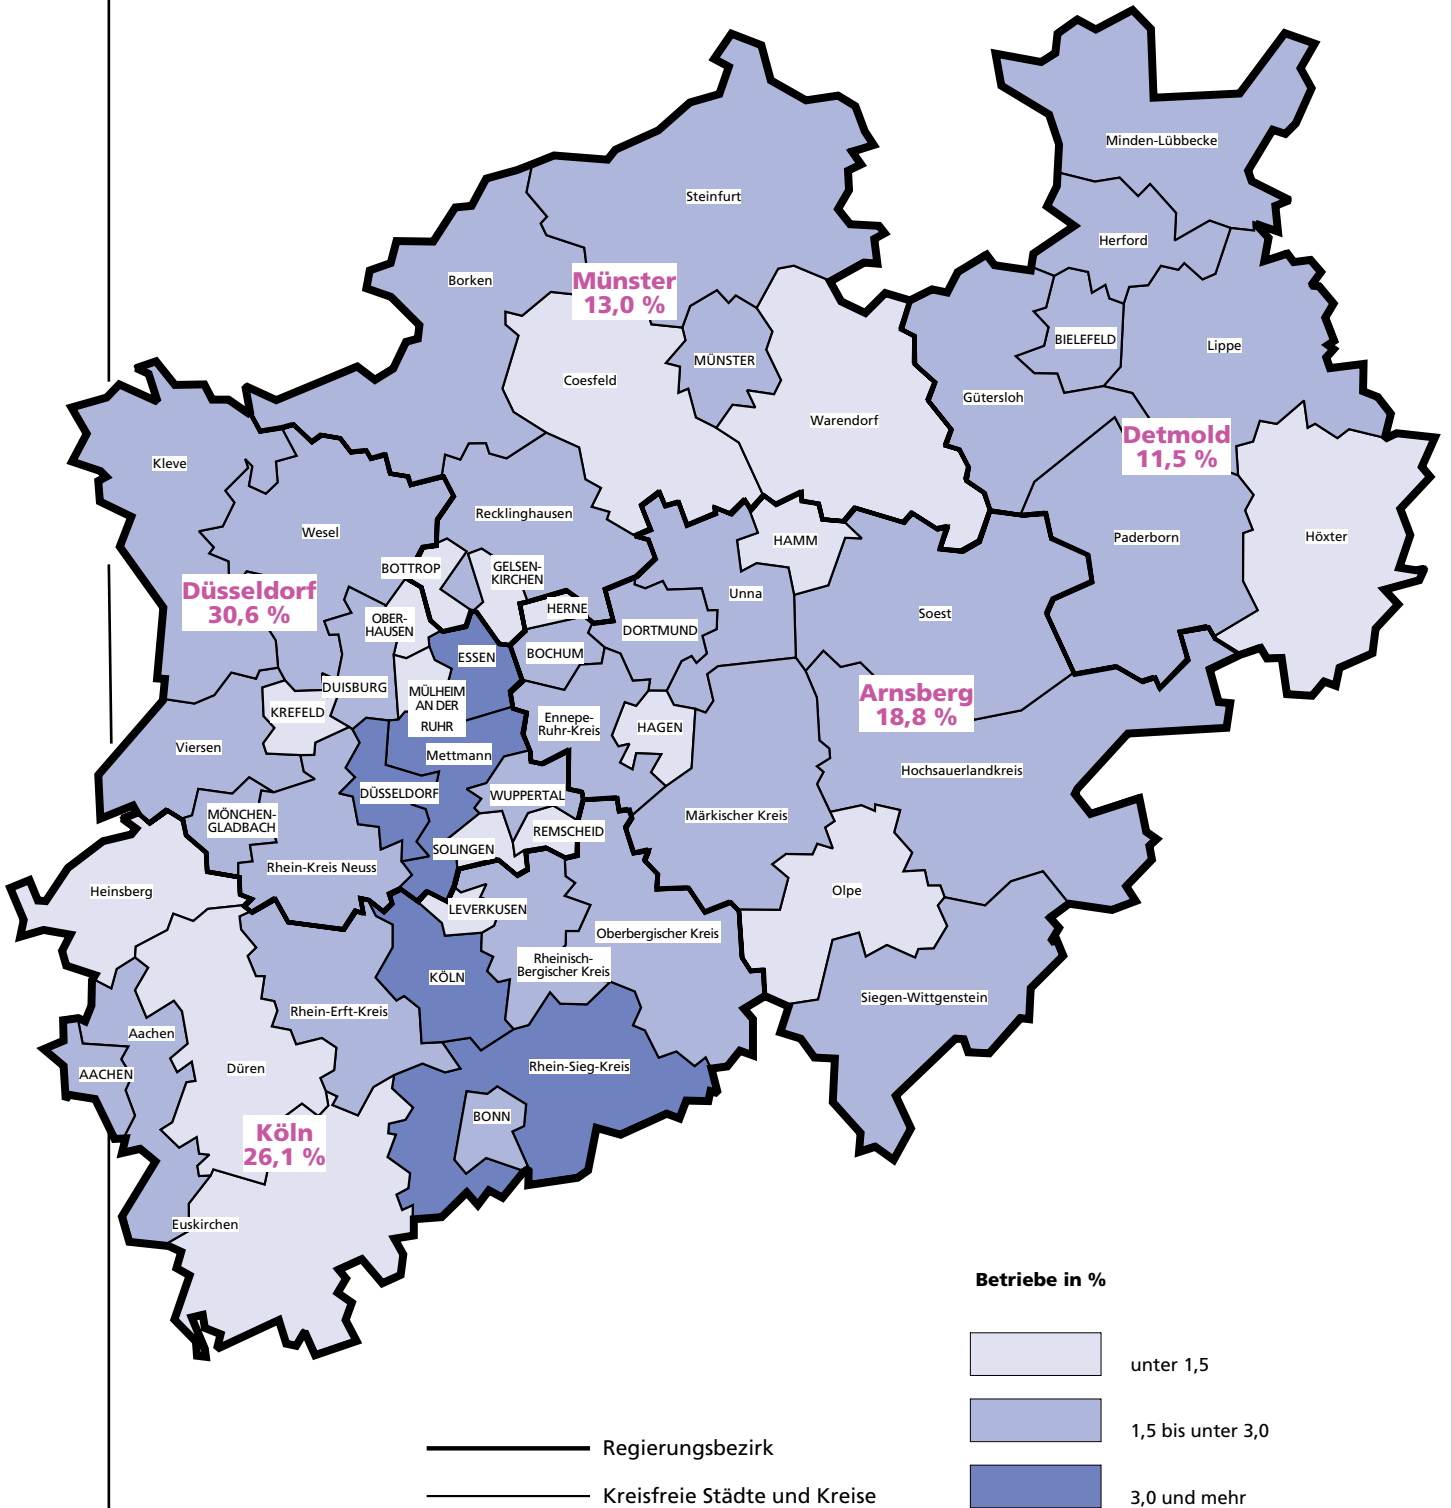 Minden-Lübbecke
Steinfurt
Herford
Borken
Münster
13,0 %
BIELEFELD
Lippe
MÜNSTER
Coesfeld
Gütersloh
Warendorf
Detmold
11,5 %
Kleve
Recklinghausen
Wesel
HAMM
Paderborn
Höxter
BOTTROP
GELSEN-
KIRCHEN
Düsseldorf
30,6 %
Unna
HERNE
Soest
OBER-
HAUSEN
DORTMUND
BOCHUM
ESSEN
DUISBURG
MÜLHEIM
AN DER
RUHR
Arnsberg
18,8 %
KREFELD
Ennepe-
Ruhr-Kreis
HAGEN
Viersen
Mettmann
Hochsauerlandkreis
DÜSSELDORF
WUPPERTAL
MÖNCHEN-
GLADBACH
Märkischer Kreis
REMSCHEID
SOLINGEN
Rhein-Kreis Neuss
Heinsberg
Olpe
LEVERKUSEN
Oberbergischer Kreis
Rheinisch-
Bergischer Kreis
KÖLN
Siegen-Wittgenstein
Rhein-Erft-Kreis
Aachen
AACHEN
Düren
Rhein-Sieg-Kreis
BONN
Köln
26,1 %
Euskirchen
Betriebe in %
unter 1,5
1,5 bis unter 3,0
3,0 und mehr
Regierungsbezirk
Kreisfreie Städte und Kreise